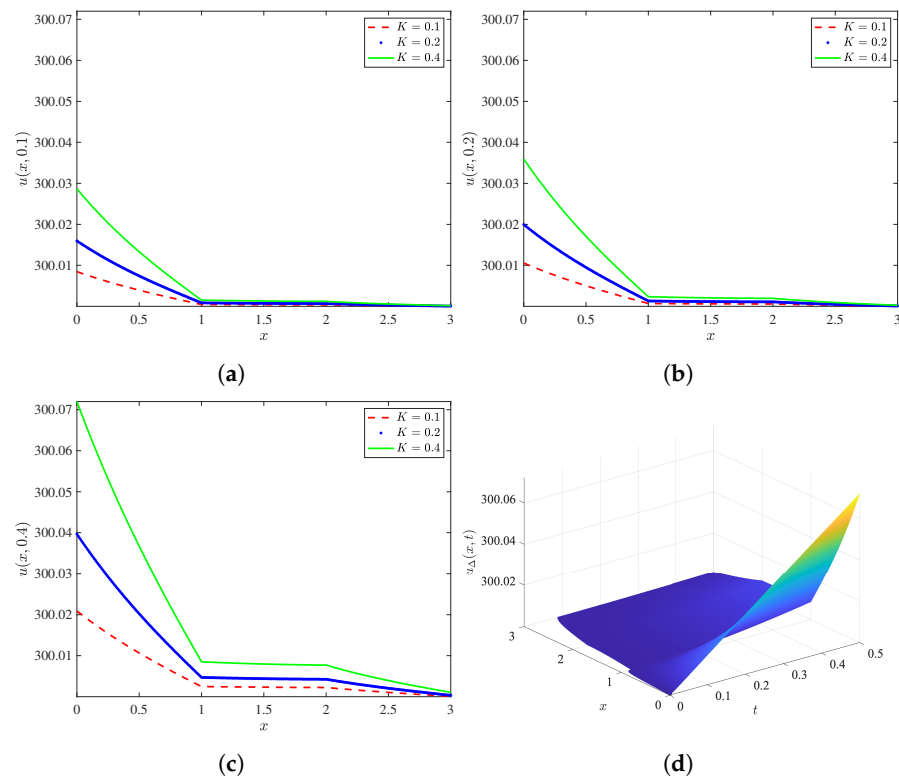 300.07
300.06
300.05
300.04
300.03
300.02
300.01
u(x, 0.1)
0 0.5 1 1.5 2 2.5 3
x
K = 0.1
K = 0.2
K = 0.4
(a)
300.07
300.06
300.05
300.04
300.03
300.02
300.01
u(x, 0.2)
0 0.5 1 1.5 2 2.5 3
x
K = 0.1
K = 0.2
K = 0.4
(b)
300.07
300.06
300.05
300.04
300.03
300.02
300.01
u(x, 0.4)
0 0.5 1 1.5 2 2.5 3
x
K = 0.1
K = 0.2
K = 0.4
(c)
300.06
300.04
300.02
u_Δ(x, t)
3
2
1
0
x
0 0.1 0.2 0.3 0.4 0.5
t
(d)